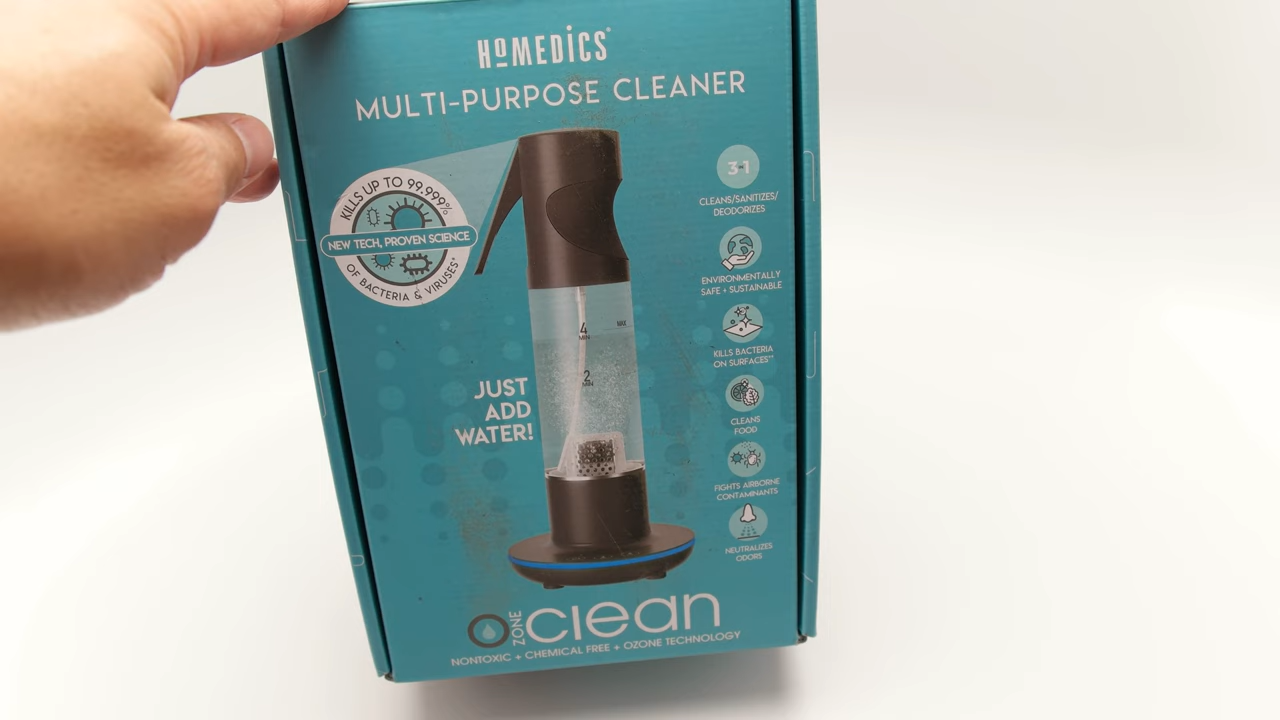 HOMEDICS®
MULTI-PURPOSE CLEANER
KILLS UP TO 99.999%
NEW TECH, PROVEN SCIENCE
OF BACTERIA & VIRUSES*
3-1
CLEANS/SANITIZES/
DEODORIZES
ENVIRONMENTALLY
SAFE + SUSTAINABLE
4
MIN
MAX
2
MIN
KILLS BACTERIA
ON SURFACES**
JUST
ADD
WATER!
CLEANS
FOOD
FIGHTS AIRBORNE
CONTAMINANTS
NEUTRALIZES
ODORS
OZONE clean
NONTOXIC + CHEMICAL FREE + OZONE TECHNOLOGY